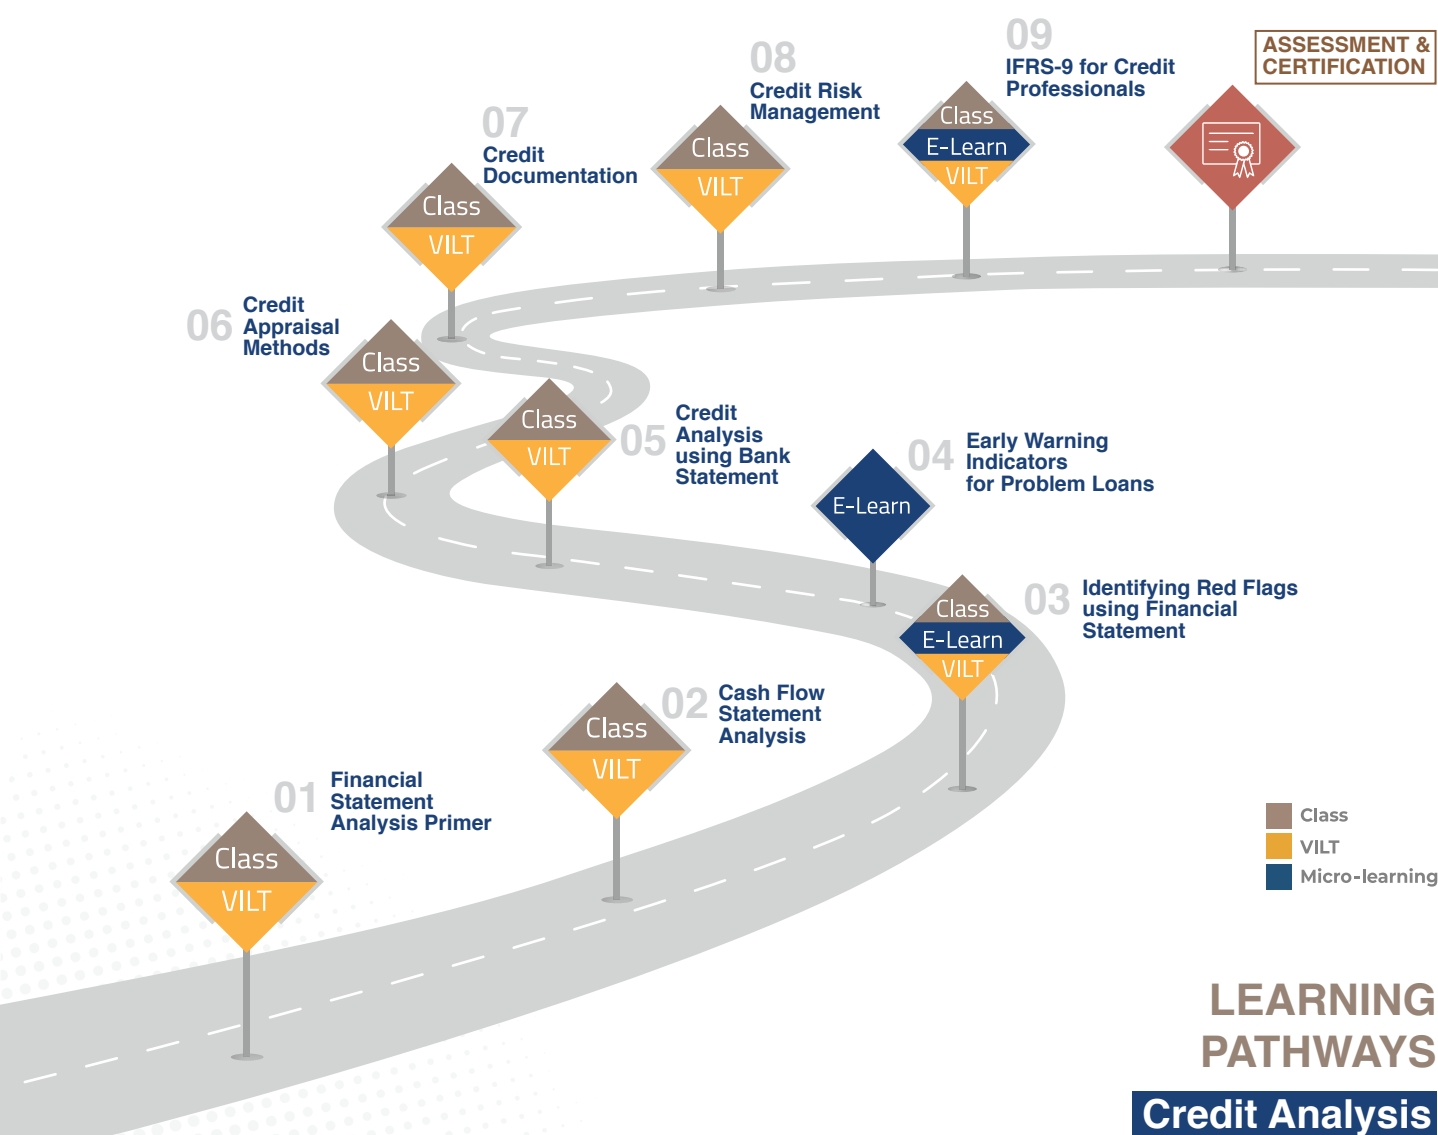 09
IFRS-9 for Credit
Professionals
Class
E-Learn
VILT
ASSESSMENT &
CERTIFICATION
08
Credit Risk
Management
Class
VILT
07
Credit
Documentation
Class
VILT
06
Credit
Appraisal
Methods
Class
VILT
05
Credit
Analysis
using Bank
Statement
Class
VILT
04
Early Warning
Indicators
for Problem Loans
E-Learn
03
Identifying Red Flags
using Financial
Statement
Class
E-Learn
VILT
02
Cash Flow
Statement
Analysis
Class
VILT
01
Financial
Statement
Analysis Primer
Class
VILT
Class
VILT
Micro-learning
LEARNING
PATHWAYS
Credit Analysis